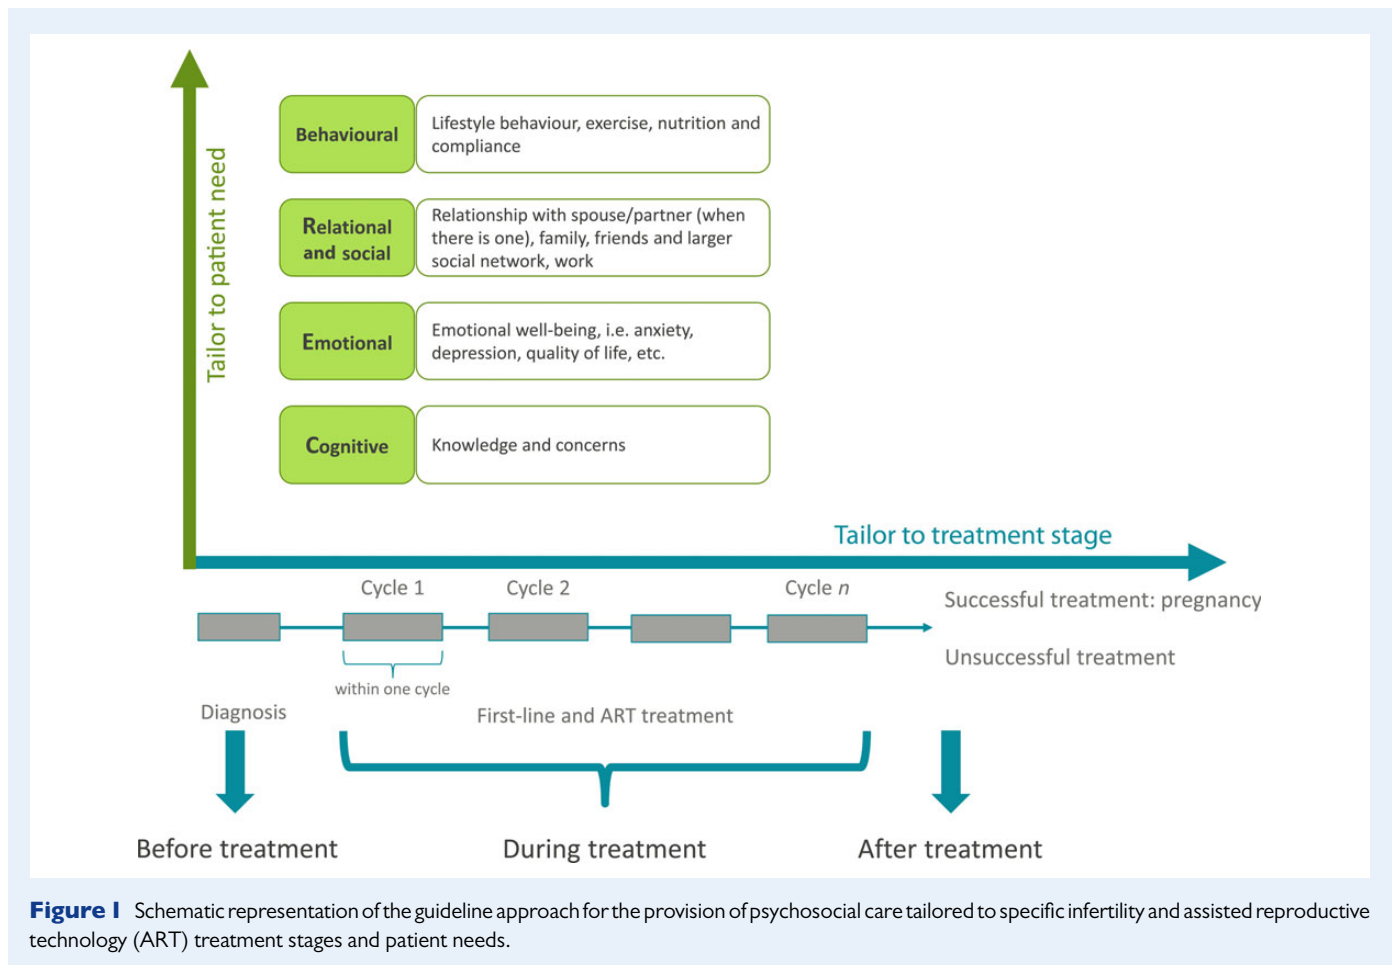 Tailor to patient need
Behavioural
Lifestyle behaviour, exercise, nutrition and
compliance
Relational
and social
Relationship with spouse/partner (when
there is one), family, friends and larger
social network, work
Emotional
Emotional well-being, i.e. anxiety,
depression, quality of life, etc.
Cognitive
Knowledge and concerns
Tailor to treatment stage
Cycle 1
Cycle 2
Cycle n
Successful treatment: pregnancy
Unsuccessful treatment
within one cycle
Diagnosis
First-line and ART treatment
Before treatment
During treatment
After treatment
Figure 1 Schematic representation of the guideline approach for the provision of psychosocial care tailored to specific infertility and assisted reproductive
technology (ART) treatment stages and patient needs.